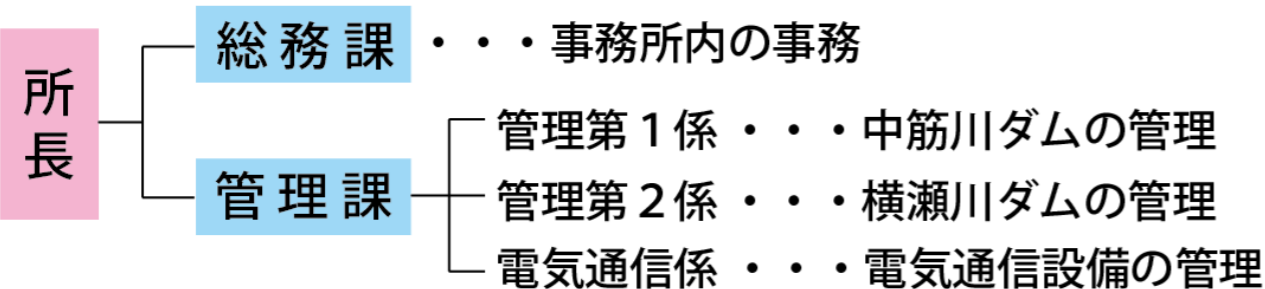 所長
総務課 ・・・事務所内の事務
管理課
管理第１係 ・・・中筋川ダムの管理
管理第２係 ・・・横瀬川ダムの管理
電気通信係 ・・・電気通信設備の管理